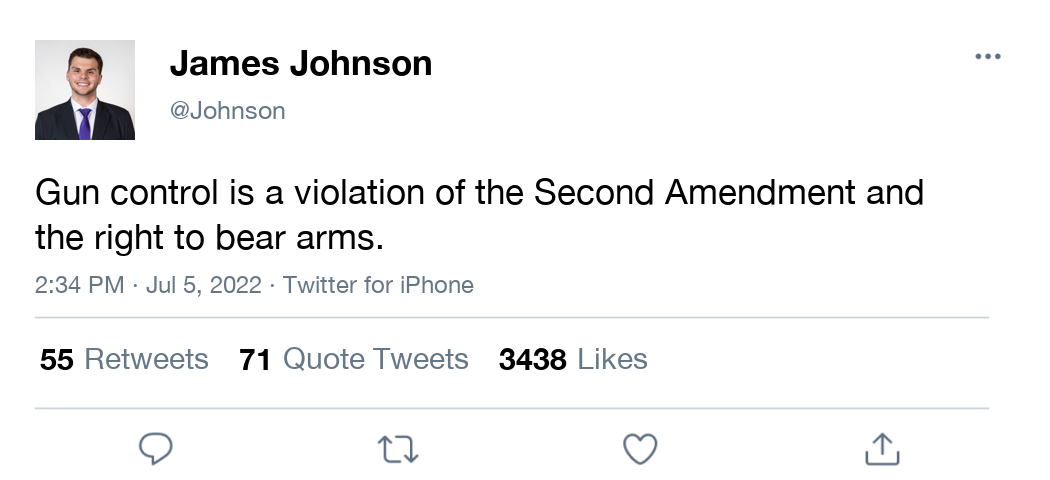 James Johnson
@Johnson
Gun control is a violation of the Second Amendment and
the right to bear arms.
2:34 PM · Jul 5, 2022 · Twitter for iPhone
55 Retweets 71 Quote Tweets 3438 Likes